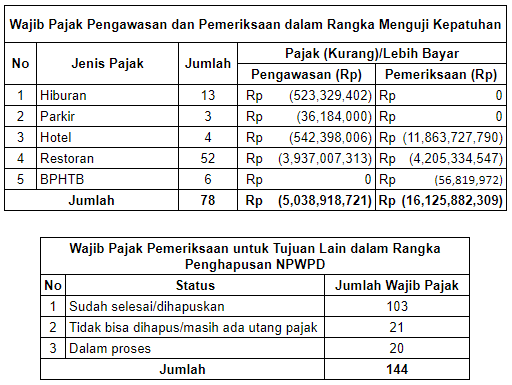 Wajib Pajak Pengawasan dan Pemeriksaan dalam Rangka Menguji Kepatuhan
No Jenis Pajak Jumlah Pajak (Kurang)/Lebih Bayar
Pengawasan (Rp) Pemeriksaan (Rp)
1 Hiburan 13 Rp (523,329,402) Rp 0
2 Parkir 3 Rp (36,184,000) Rp 0
3 Hotel 4 Rp (542,398,006) Rp (11,863,727,790)
4 Restoran 52 Rp (3,937,007,313) Rp (4,205,334,547)
5 BPHTB 6 Rp 0 Rp (56,819,972)
Jumlah 78 Rp (5,038,918,721) Rp (16,125,882,309)
Wajib Pajak Pemeriksaan untuk Tujuan Lain dalam Rangka
Penghapusan NPWPD
No Status Jumlah Wajib Pajak
1 Sudah selesai/dihapuskan 103
2 Tidak bisa dihapus/masih ada utang pajak 21
3 Dalam proses 20
Jumlah 144